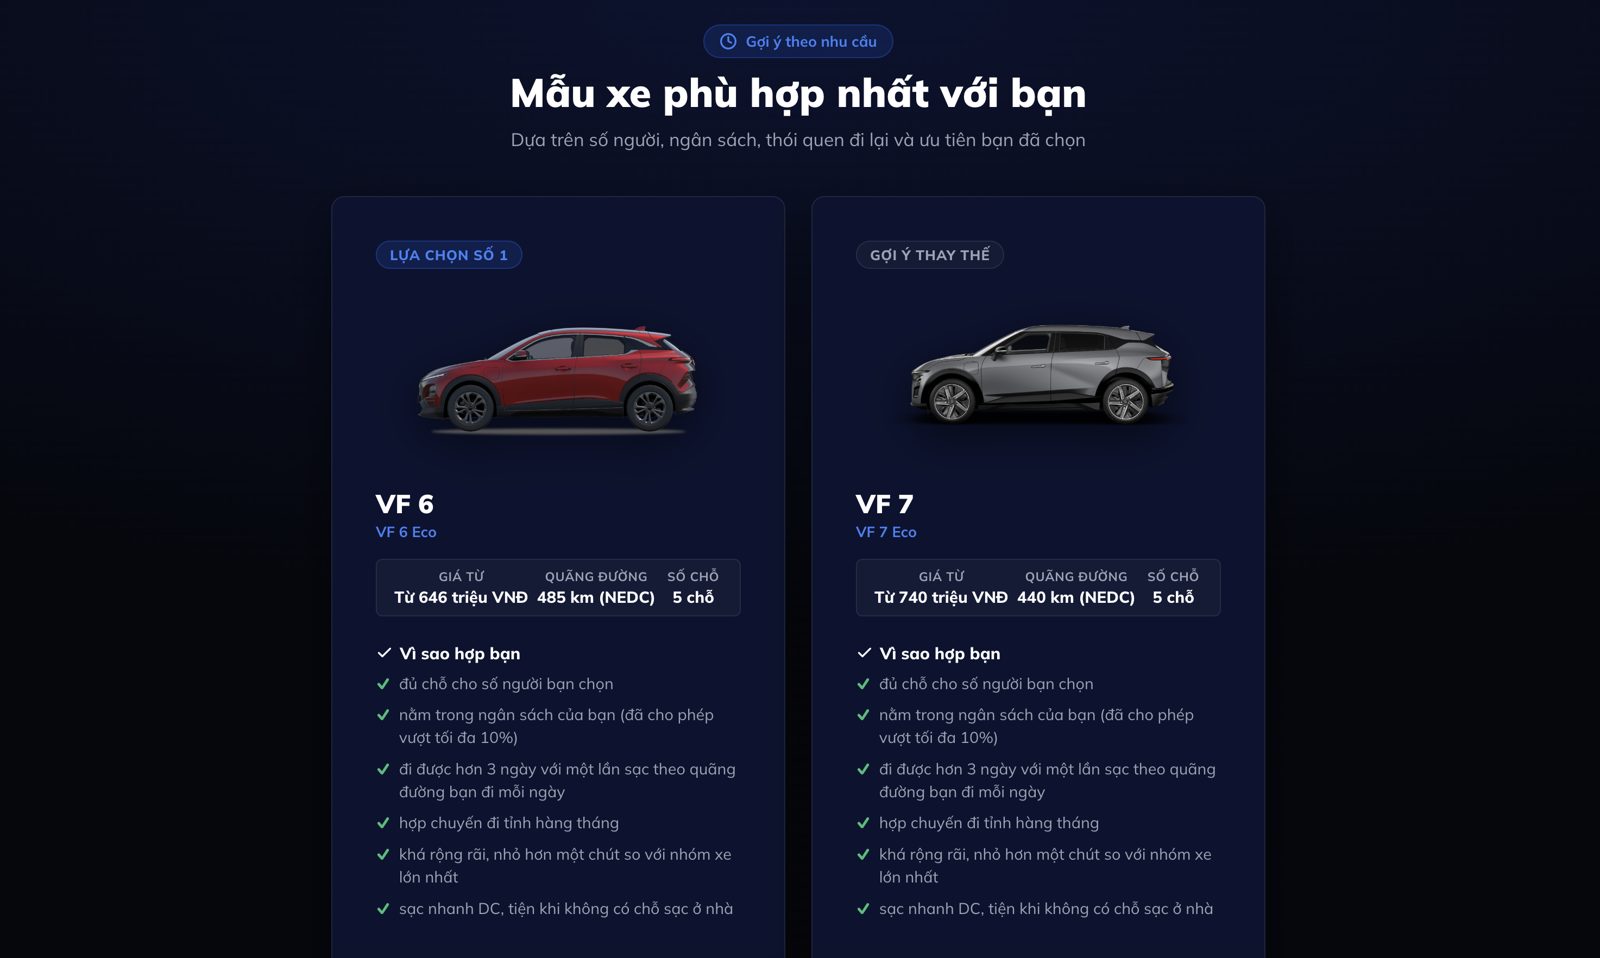 Gợi ý theo nhu cầu
Mẫu xe phù hợp nhất với bạn
Dựa trên số người, ngân sách, thói quen đi lại và ưu tiên bạn đã chọn
LỰA CHỌN SỐ 1
VF 6
VF 6 Eco
GIÁ TỪ QUÃNG ĐƯỜNG SỐ CHỖ
Từ 646 triệu VNĐ 485 km (NEDC) 5 chỗ
Vì sao hợp bạn
đủ chỗ cho số người bạn chọn
nằm trong ngân sách của bạn (đã cho phép
vượt tối đa 10%)
đi được hơn 3 ngày với một lần sạc theo quãng
đường bạn đi mỗi ngày
hợp chuyến đi tỉnh hàng tháng
khá rộng rãi, nhỏ hơn một chút so với nhóm xe
lớn nhất
sạc nhanh DC, tiện khi không có chỗ sạc ở nhà
GỢI Ý THAY THẾ
VF 7
VF 7 Eco
GIÁ TỪ QUÃNG ĐƯỜNG SỐ CHỖ
Từ 740 triệu VNĐ 440 km (NEDC) 5 chỗ
Vì sao hợp bạn
đủ chỗ cho số người bạn chọn
nằm trong ngân sách của bạn (đã cho phép
vượt tối đa 10%)
đi được hơn 3 ngày với một lần sạc theo quãng
đường bạn đi mỗi ngày
hợp chuyến đi tỉnh hàng tháng
khá rộng rãi, nhỏ hơn một chút so với nhóm xe
lớn nhất
sạc nhanh DC, tiện khi không có chỗ sạc ở nhà